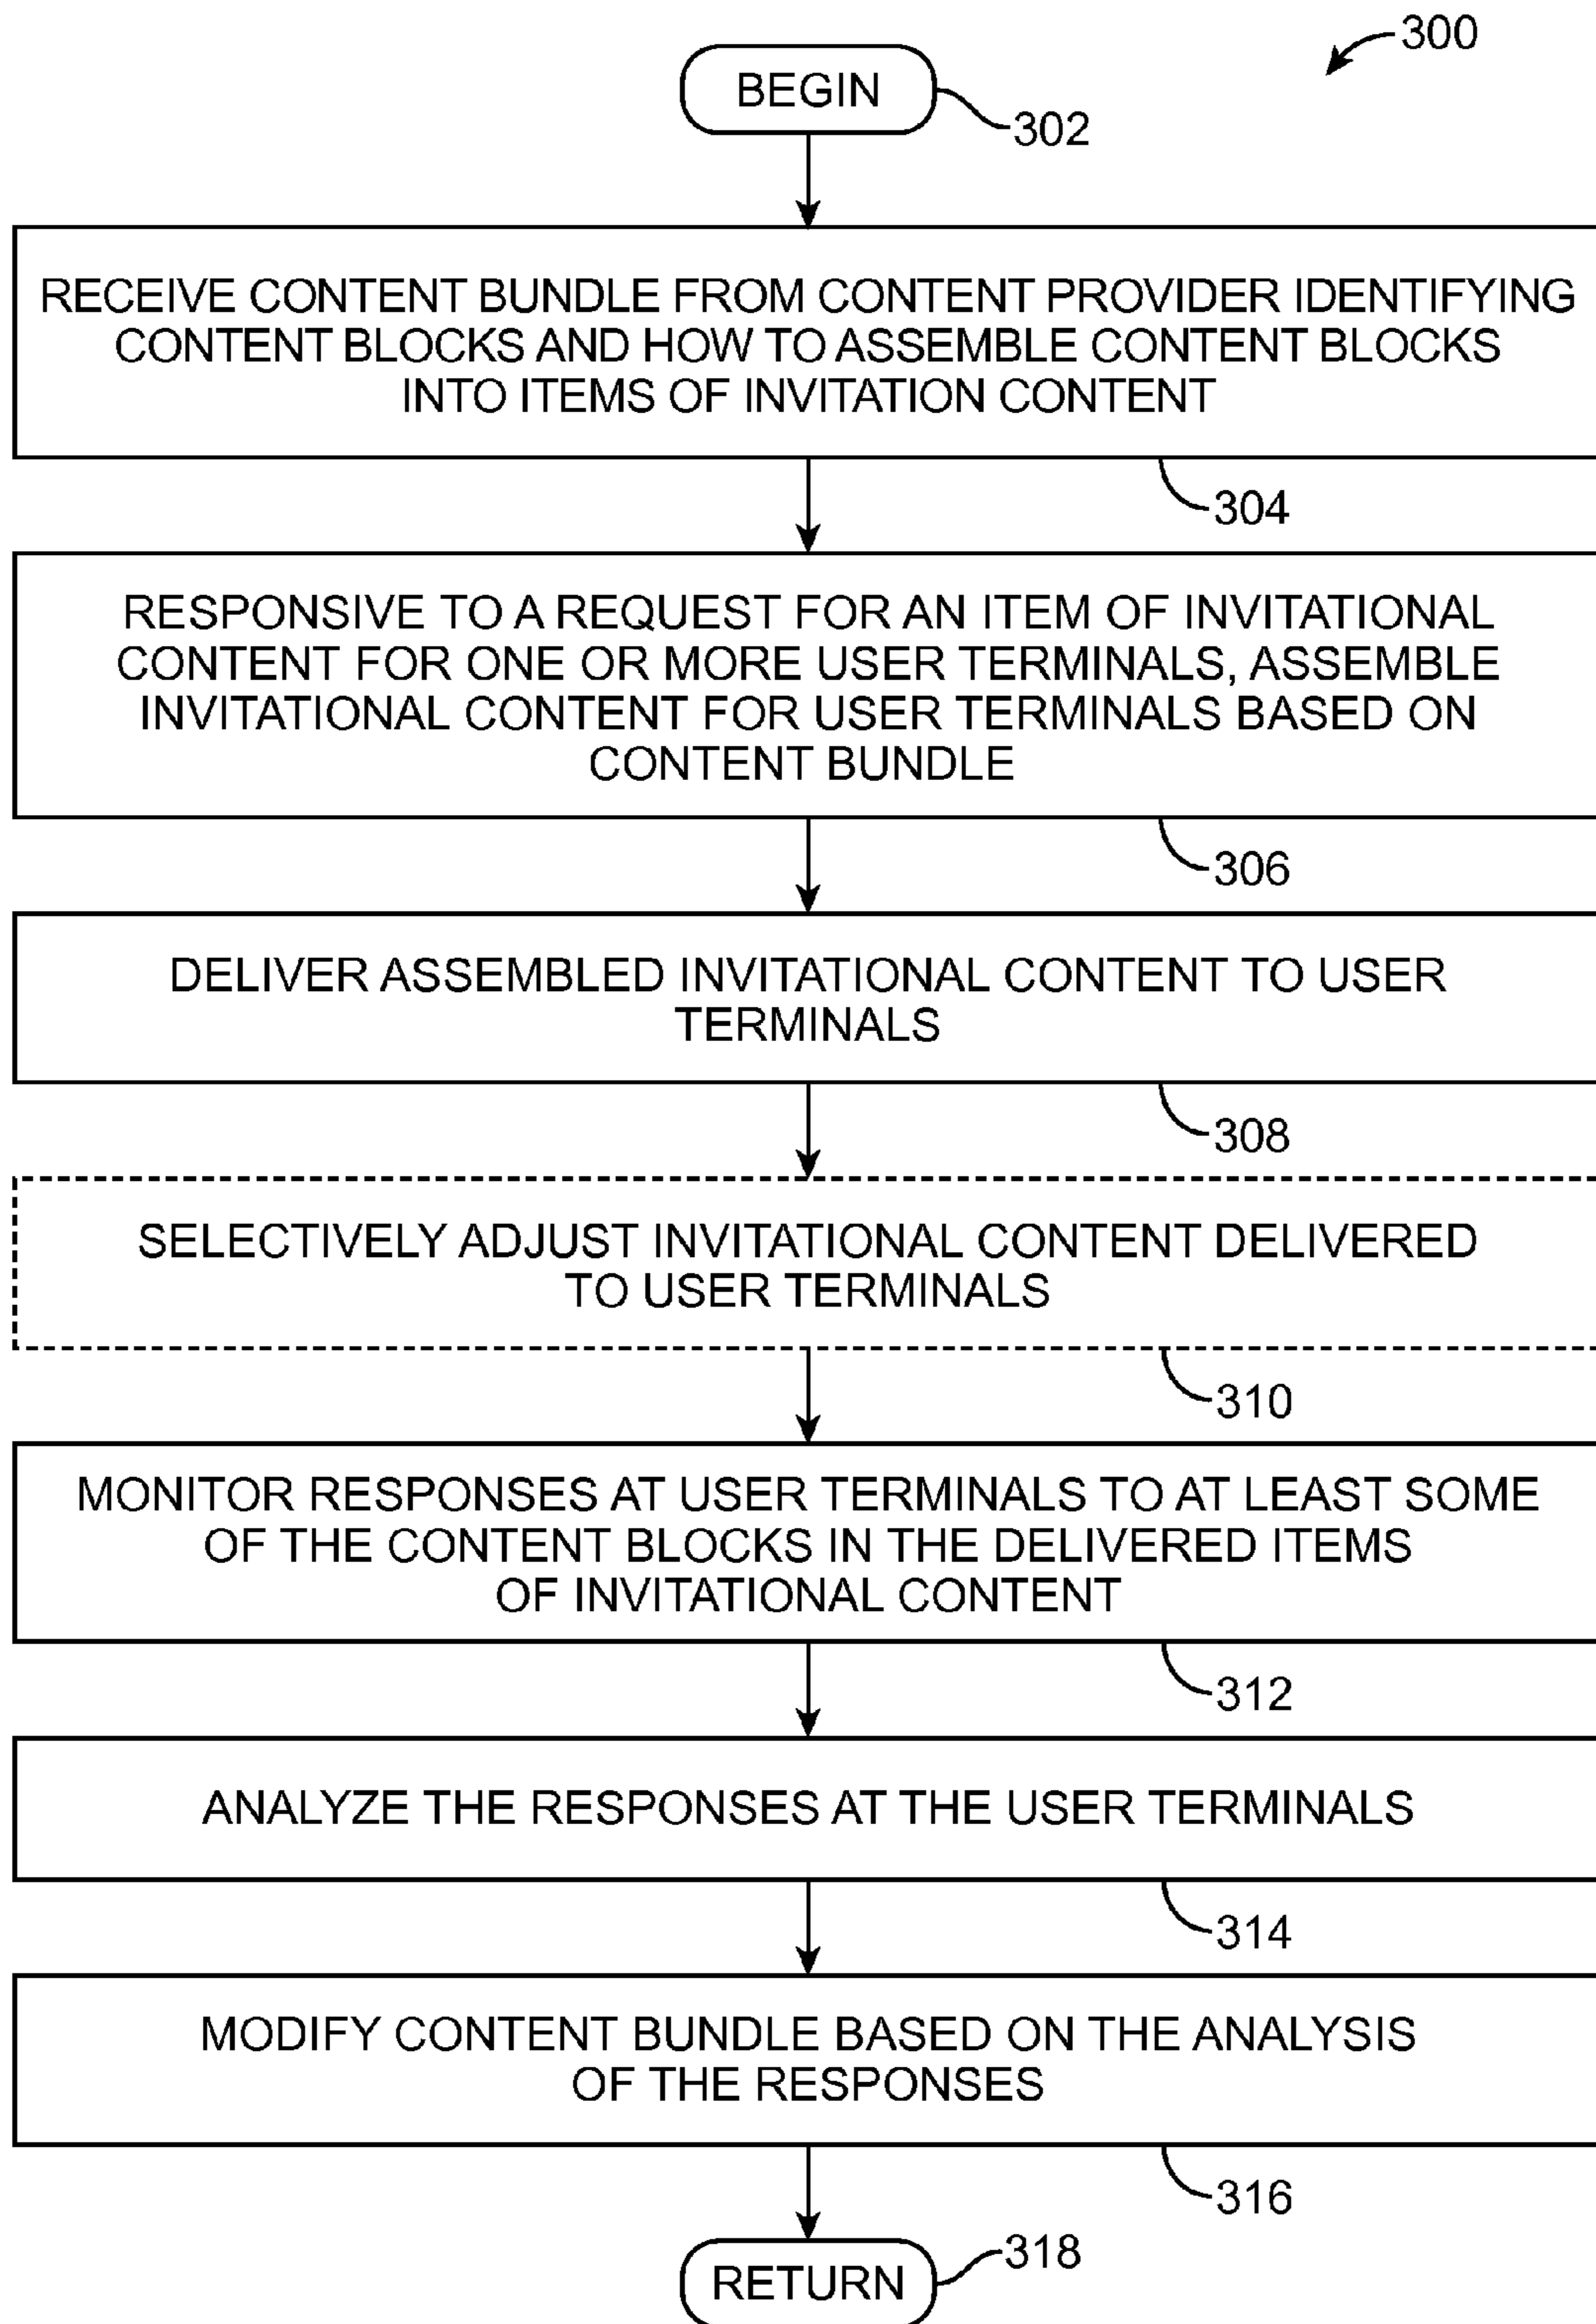 300
BEGIN
302
RECEIVE CONTENT BUNDLE FROM CONTENT PROVIDER IDENTIFYING
CONTENT BLOCKS AND HOW TO ASSEMBLE CONTENT BLOCKS
INTO ITEMS OF INVITATION CONTENT
304
RESPONSIVE TO A REQUEST FOR AN ITEM OF INVITATIONAL
CONTENT FOR ONE OR MORE USER TERMINALS, ASSEMBLE
INVITATIONAL CONTENT FOR USER TERMINALS BASED ON
CONTENT BUNDLE
306
DELIVER ASSEMBLED INVITATIONAL CONTENT TO USER
TERMINALS
308
SELECTIVELY ADJUST INVITATIONAL CONTENT DELIVERED
TO USER TERMINALS
310
MONITOR RESPONSES AT USER TERMINALS TO AT LEAST SOME
OF THE CONTENT BLOCKS IN THE DELIVERED ITEMS
OF INVITATIONAL CONTENT
312
ANALYZE THE RESPONSES AT THE USER TERMINALS
314
MODIFY CONTENT BUNDLE BASED ON THE ANALYSIS
OF THE RESPONSES
316
RETURN
318